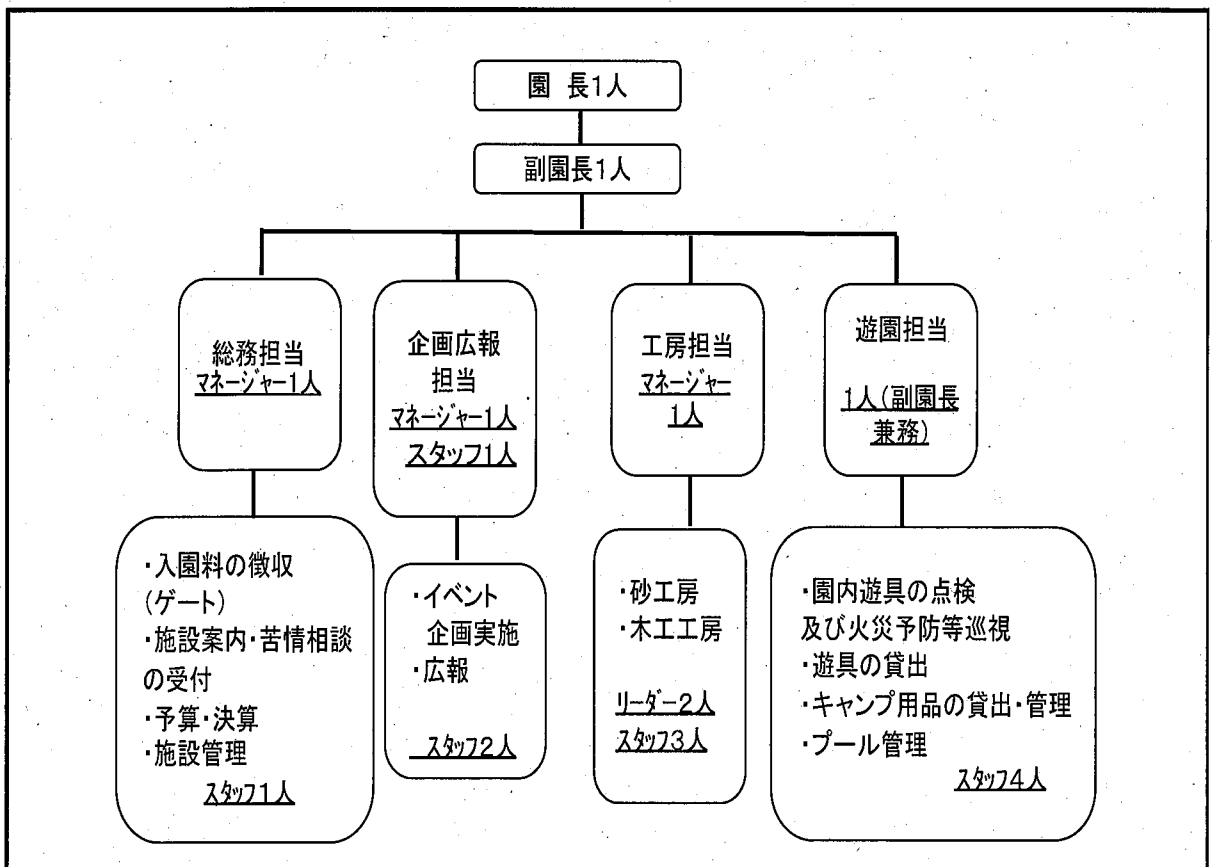 園 長1人
副園長1人
総務担当
ﾏﾈｰｼﾞｬｰ1人
企画広報
担当
ﾏﾈｰｼﾞｬｰ1人
スタッフ1人
工房担当
ﾏﾈｰｼﾞｬｰ
1人
遊園担当
1人(副園長
兼務)
・入園料の徴収
(ゲート)
・施設案内・苦情相談
の受付
・予算・決算
・施設管理
ｽﾀｯﾌ1人
・イベント
企画実施
・広報
ｽﾀｯﾌ2人
・砂工房
・木工工房
ﾘｰﾀﾞｰ2人
ｽﾀｯﾌ3人
・園内遊具の点検
及び火災予防等巡視
・遊具の貸出
・キャンプ用品の貸出・管理
・プール管理
ｽﾀｯﾌ4人